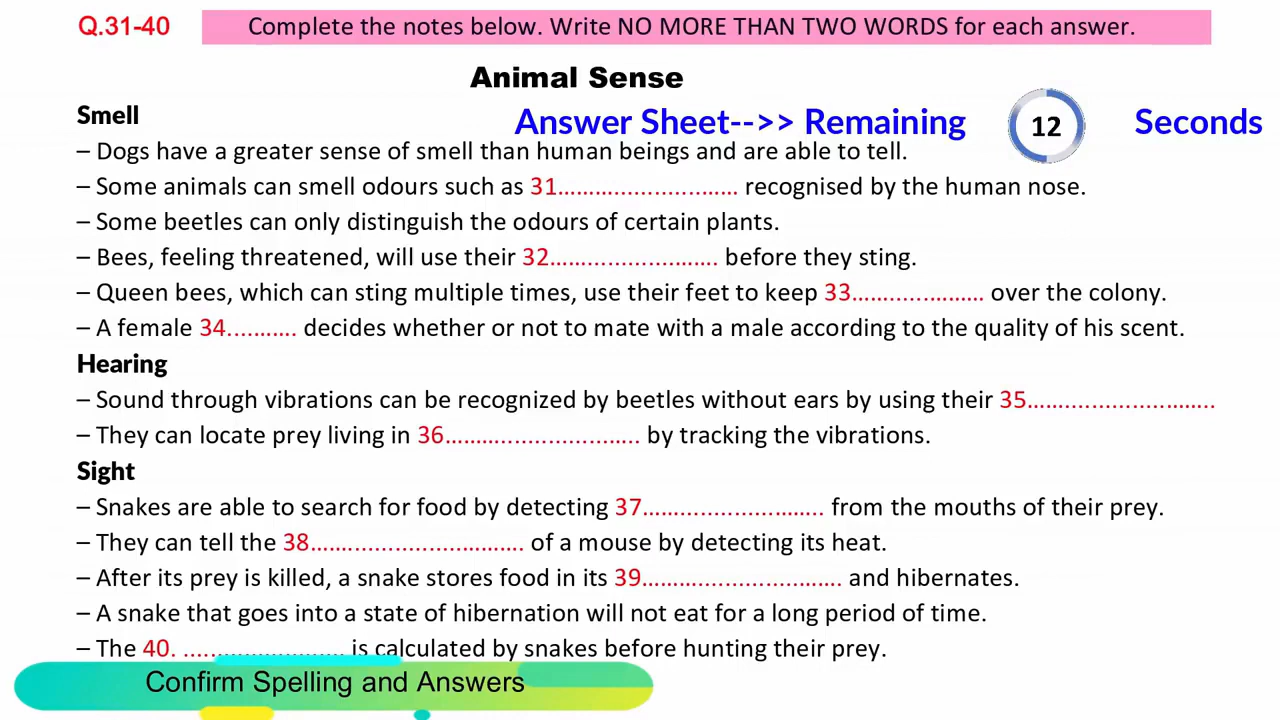 Q.31-40 Complete the notes below. Write NO MORE THAN TWO WORDS for each answer.
Animal Sense
Smell
Answer Sheet-->> Remaining 12 Seconds
– Dogs have a greater sense of smell than human beings and are able to tell.
– Some animals can smell odours such as 31……........................ recognised by the human nose.
– Some beetles can only distinguish the odours of certain plants.
– Bees, feeling threatened, will use their 32……...................... before they sting.
– Queen bees, which can sting multiple times, use their feet to keep 33……......……… over the colony.
– A female 34....……. decides whether or not to mate with a male according to the quality of his scent.
Hearing
– Sound through vibrations can be recognized by beetles without ears by using their 35……......................…..
– They can locate prey living in 36………..................…... by tracking the vibrations.
Sight
– Snakes are able to search for food by detecting 37……..................….. from the mouths of their prey.
– They can tell the 38…….................………. of a mouse by detecting its heat.
– After its prey is killed, a snake stores food in its 39………................……. and hibernates.
– A snake that goes into a state of hibernation will not eat for a long period of time.
– The 40. ........................ is calculated by snakes before hunting their prey.
Confirm Spelling and Answers